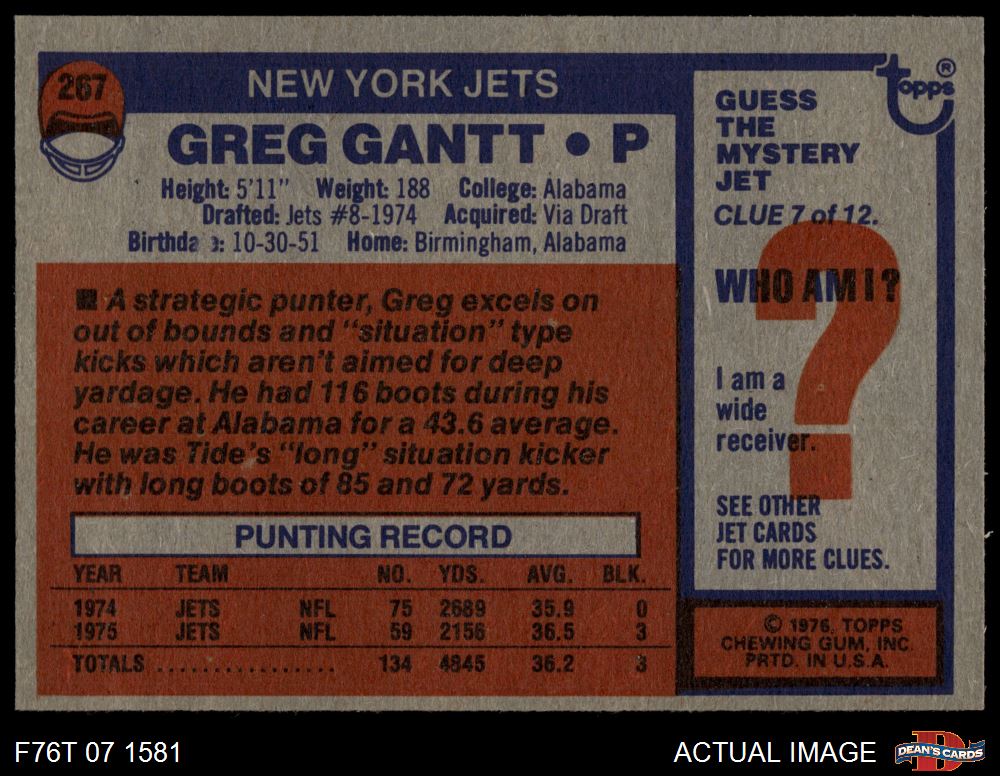 267
NEW YORK JETS
GREG GANTT • P
Height: 5'11" Weight: 188 College: Alabama
Drafted: Jets #8-1974 Acquired: Via Draft
Birthda e: 10-30-51 Home: Birmingham, Alabama
■ A strategic punter, Greg excels on
out of bounds and "situation" type
kicks which aren't aimed for deep
yardage. He had 116 boots during his
career at Alabama for a 43.6 average.
He was Tide's "long" situation kicker
with long boots of 85 and 72 yards.
PUNTING RECORD
YEAR TEAM NO. YDS. AVG. BLK.
1974 JETS NFL 75 2689 35.9 0
1975 JETS NFL 59 2156 36.5 3
TOTALS ................. 134 4845 36.2 3
topps ®
GUESS
THE
MYSTERY
JET
CLUE 7 of 12.
?
WHO AM I?
I am a
wide
receiver.
SEE OTHER
JET CARDS
FOR MORE CLUES.
© 1976, TOPPS
CHEWING GUM, INC.
PRTD. IN U.S.A.
F76T 07 1581
ACTUAL IMAGE
D
DEAN'S CARDS